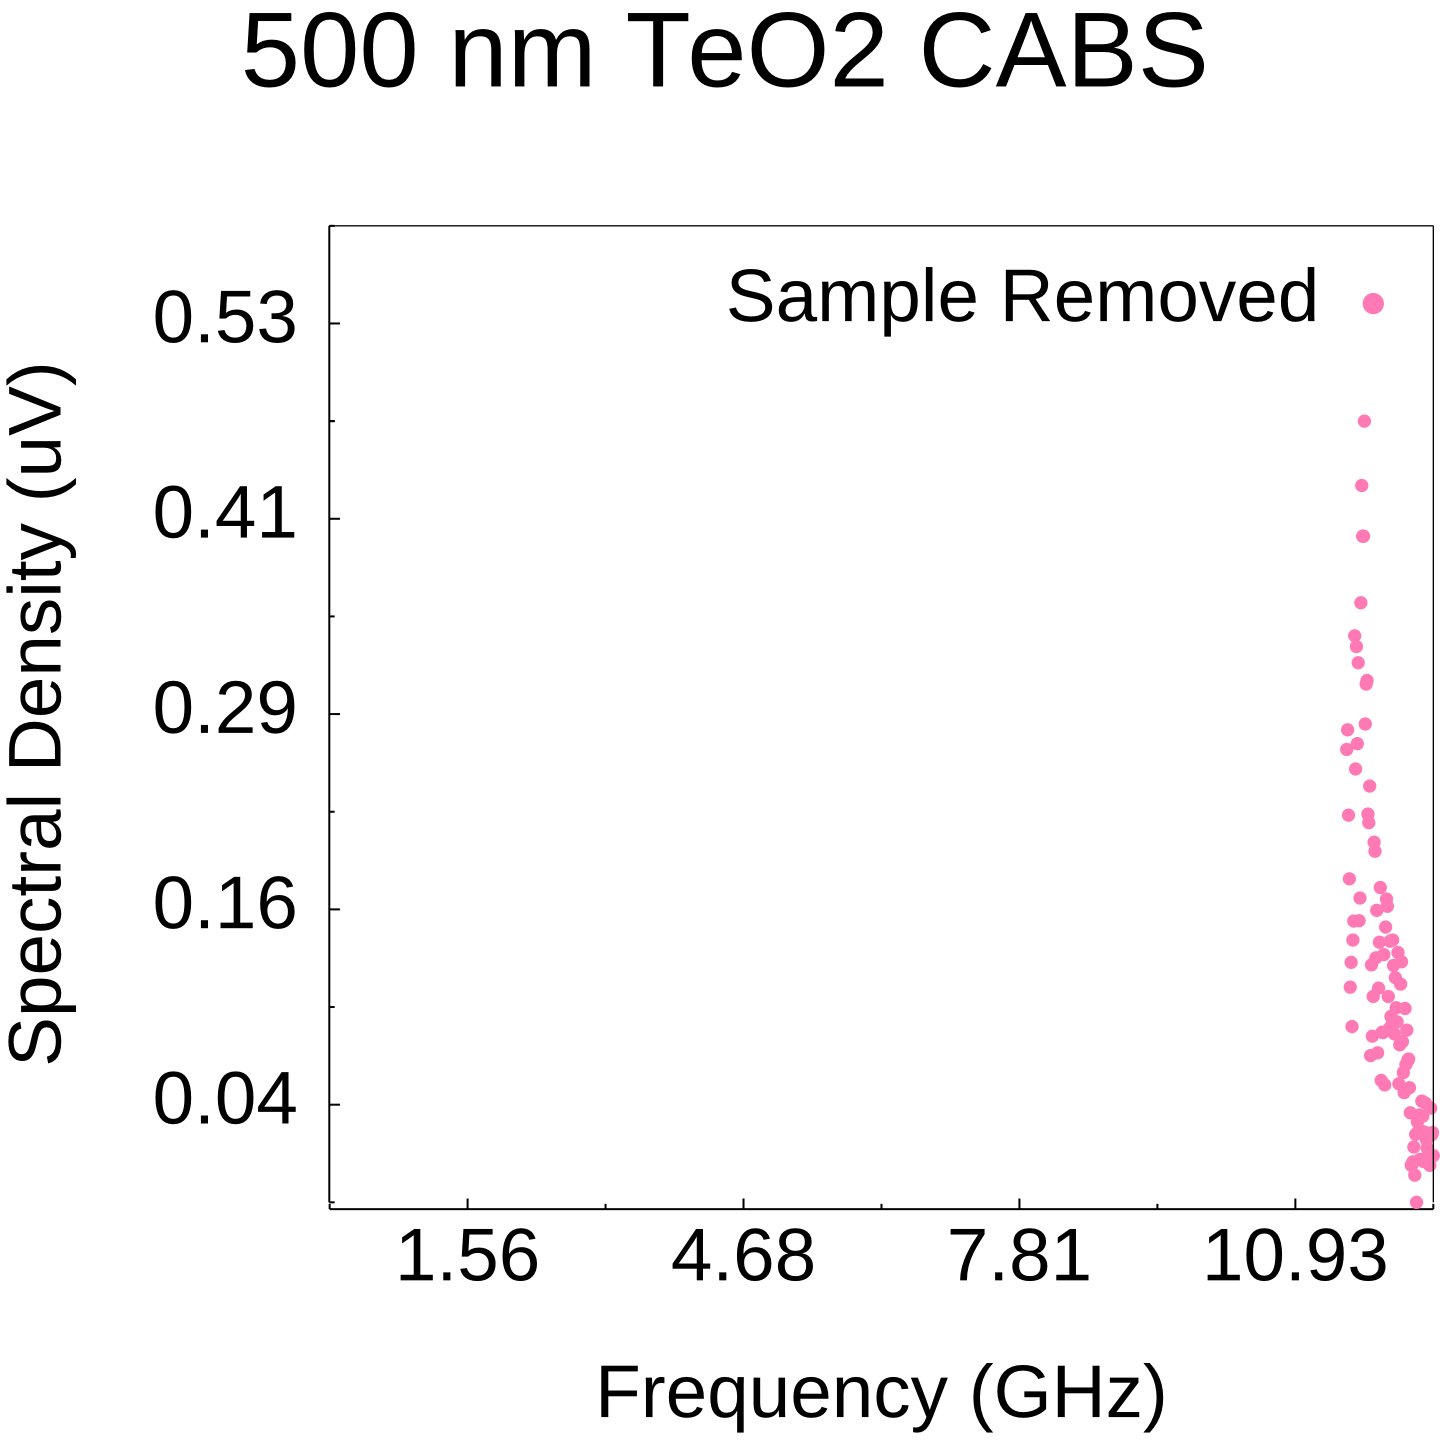 500 nm TeO2 CABS
Sample Removed
Spectral Density (uV)
0.53
0.41
0.29
0.16
0.04
1.56
4.68
7.81
10.93
Frequency (GHz)